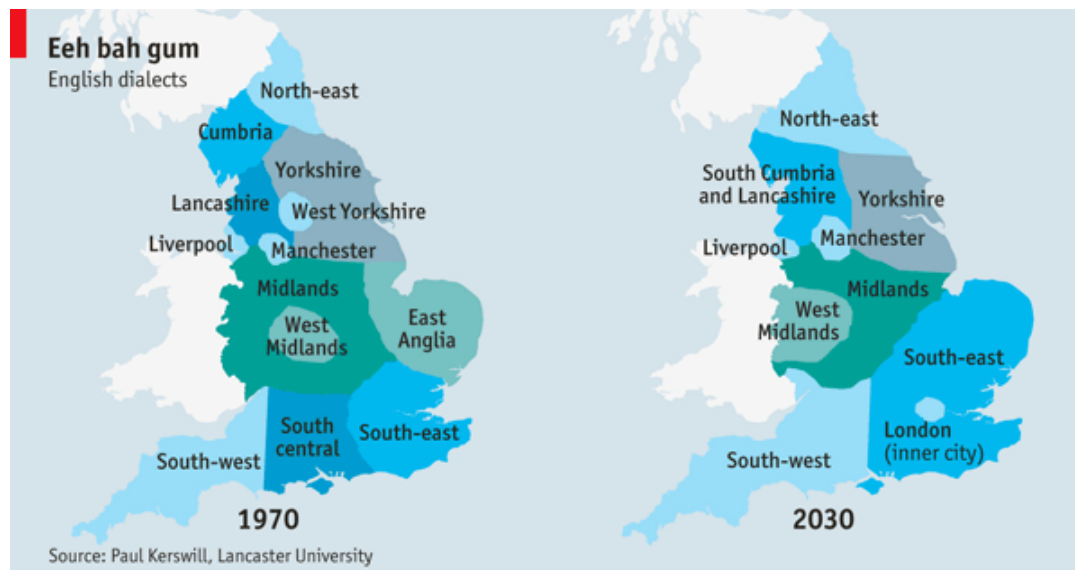 Eeh bah gum
English dialects
North-east
Cumbria
Yorkshire
Lancashire
West Yorkshire
Liverpool
Manchester
Midlands
West
Midlands
East
Anglia
South
central
South-east
South-west
1970
North-east
South Cumbria
and Lancashire
Yorkshire
Liverpool
Manchester
Midlands
West
Midlands
South-east
London
(inner city)
South-west
2030
Source: Paul Kerswill, Lancaster University